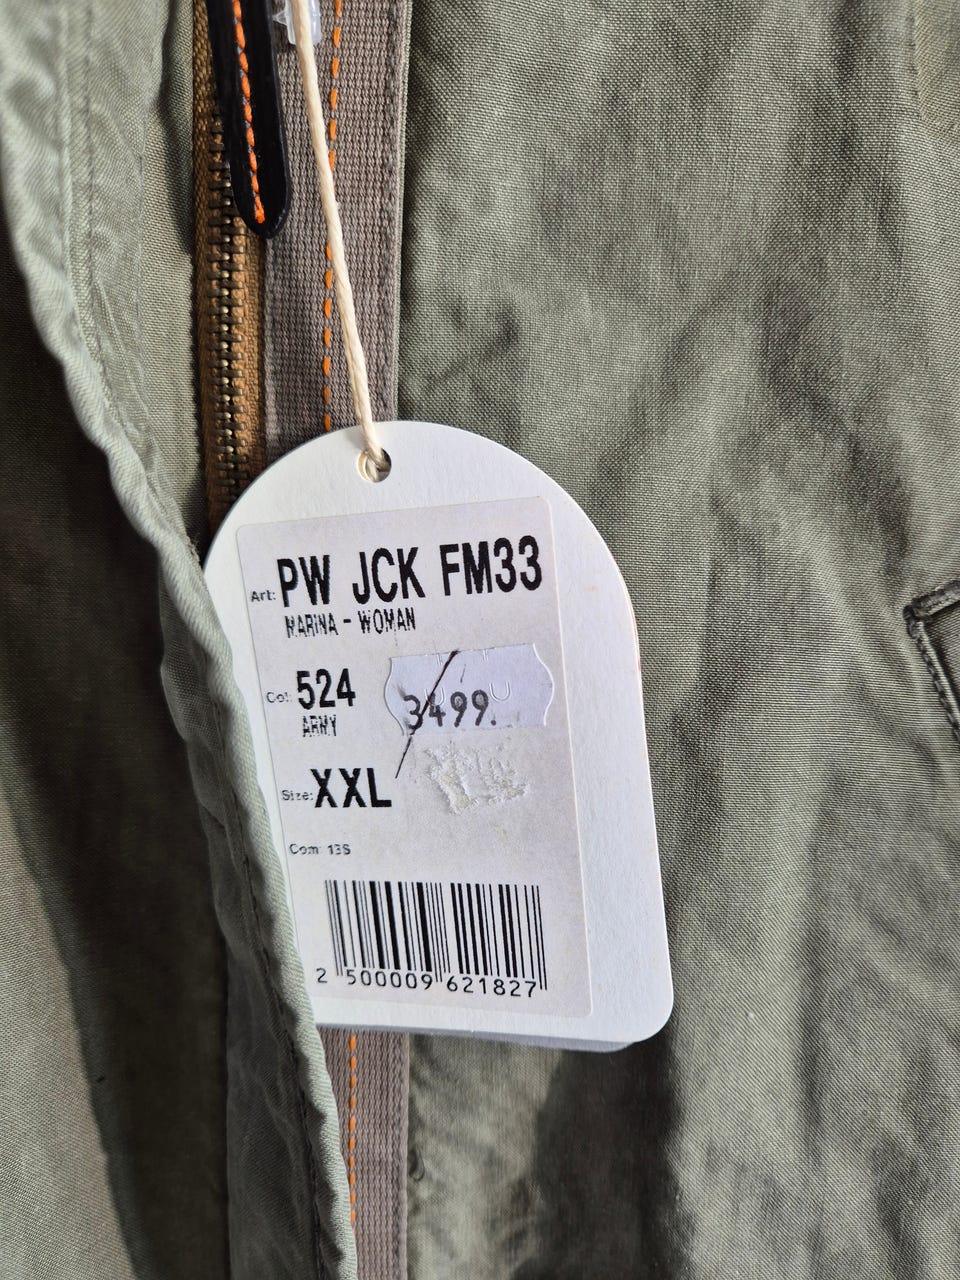 Art: PW JCK FM33
MARINA - WOMAN
Col: 524
ARMY
3499.
Size: XXL
Com: 13S
2 500009 621827